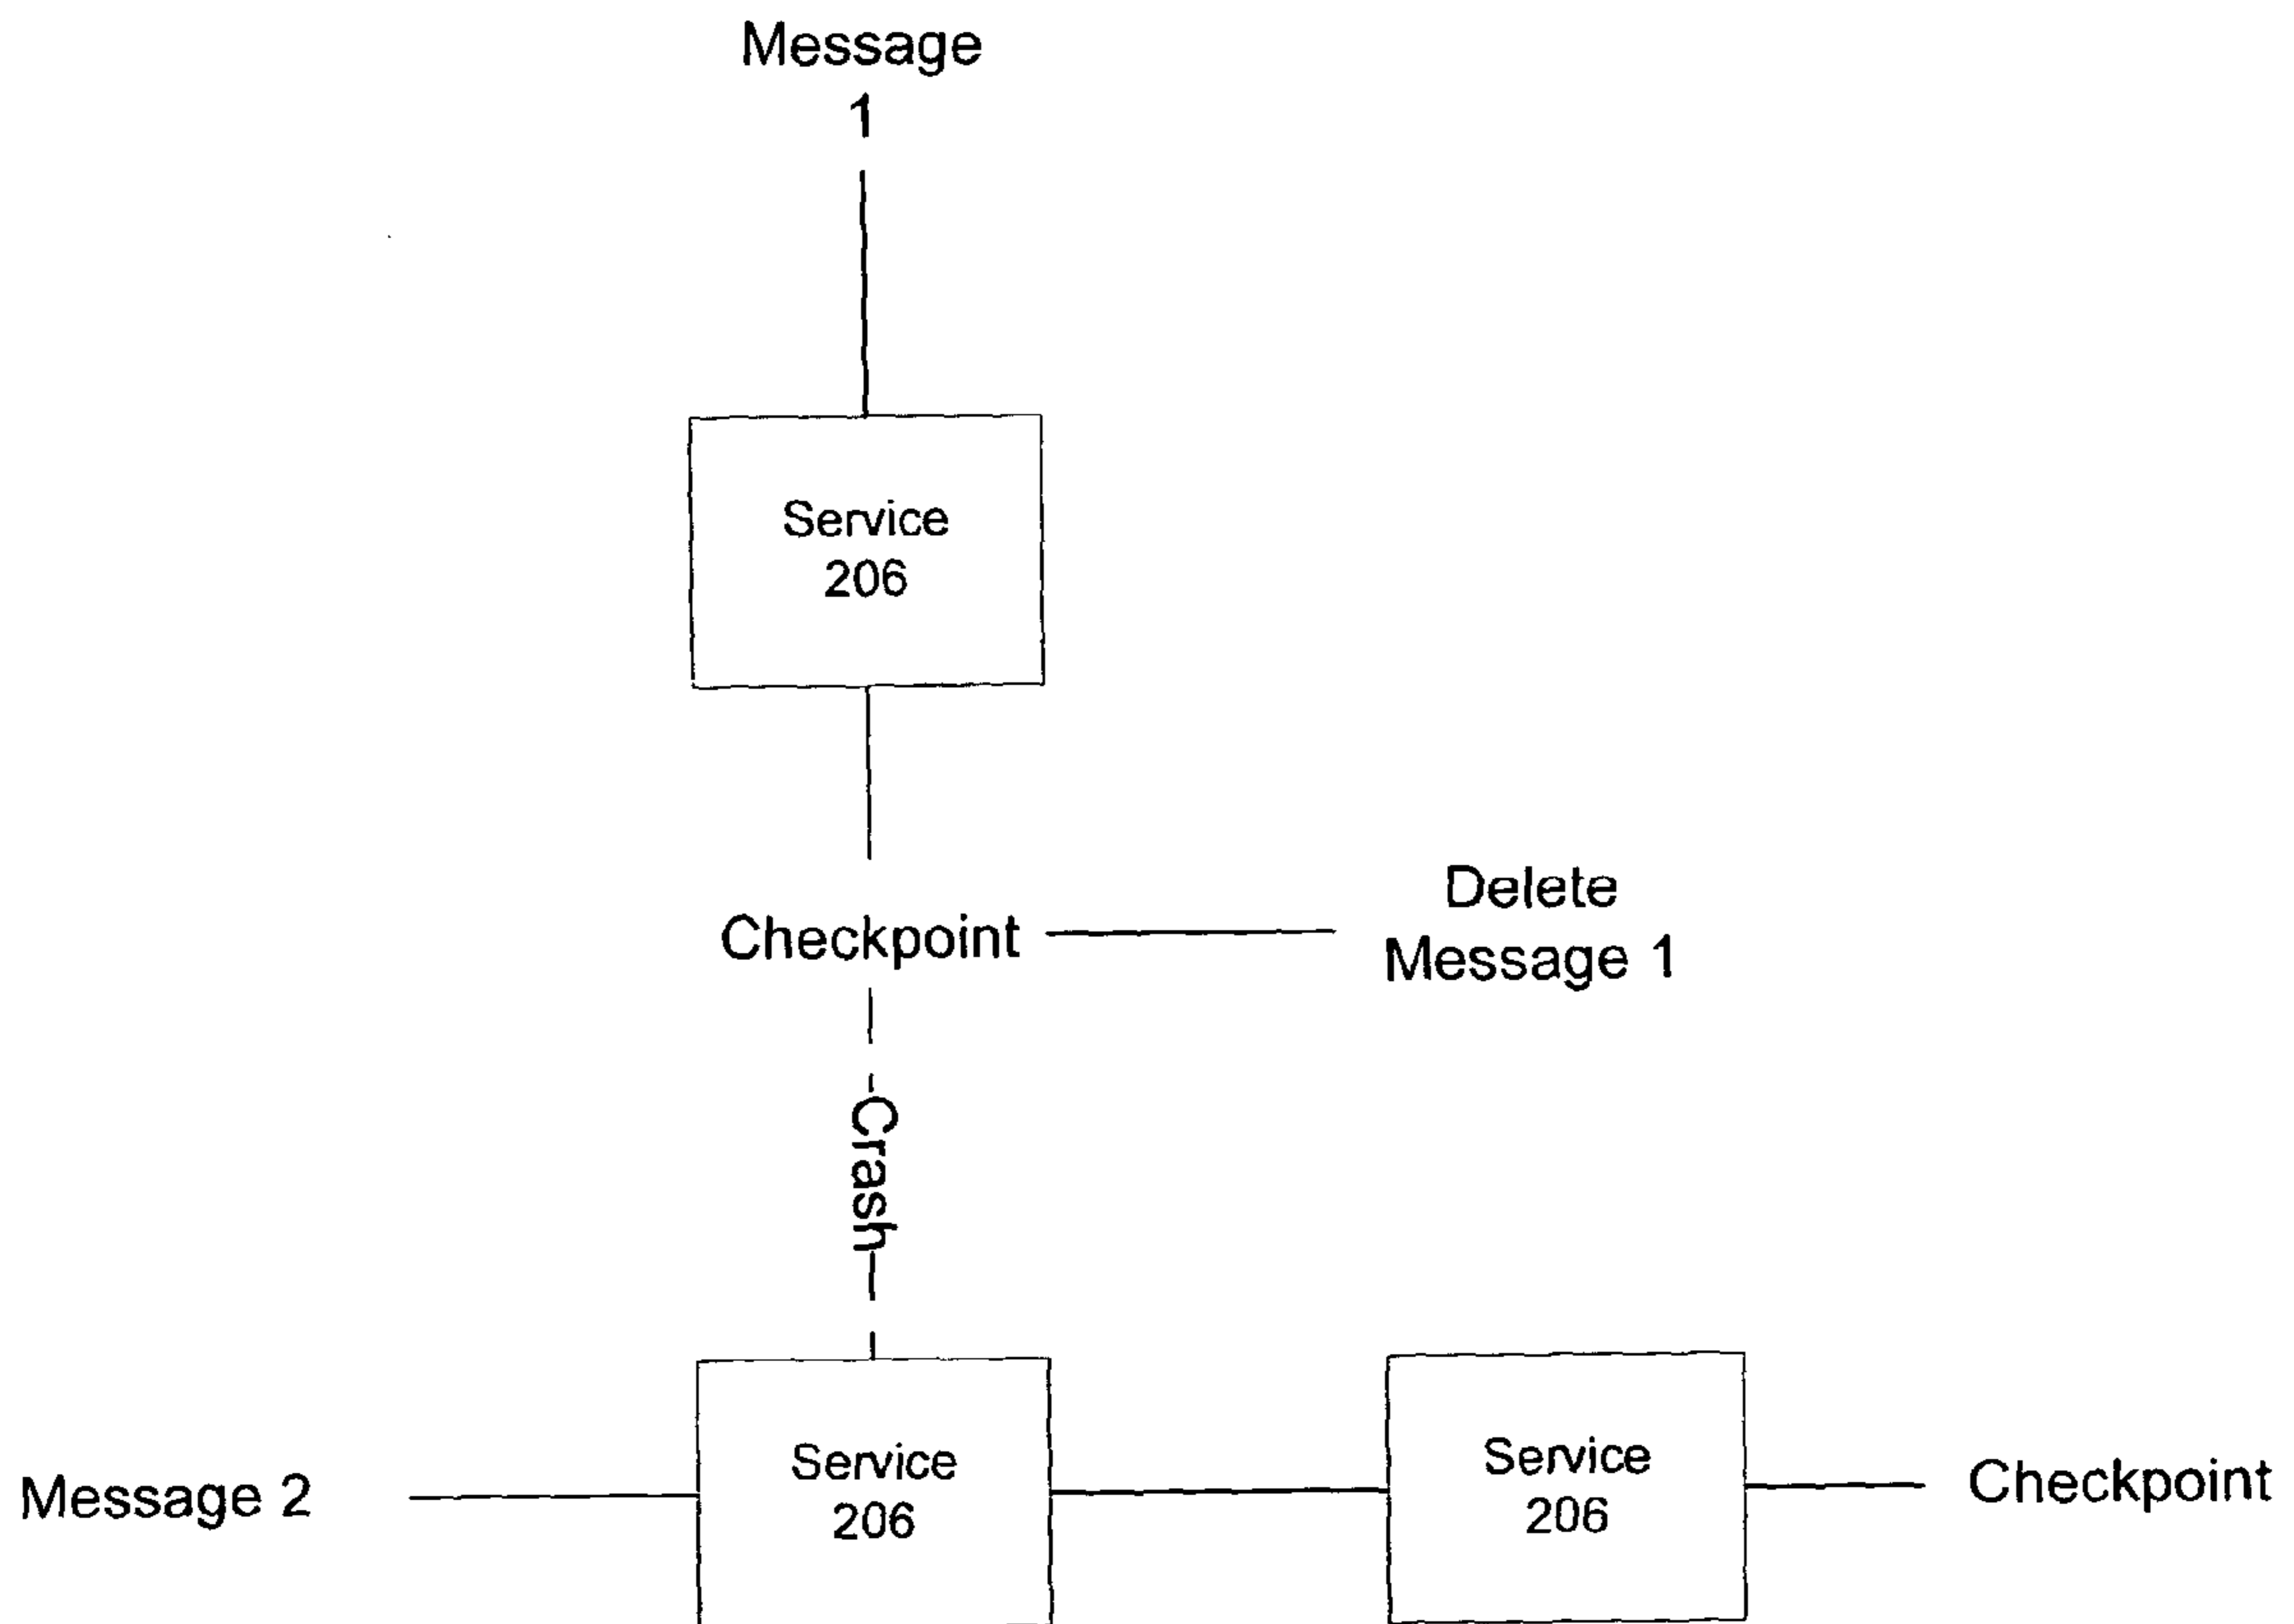 Message
1
Service
206
Checkpoint
Delete
Message 1
Crash
Message 2
Service
206
Service
206
Checkpoint